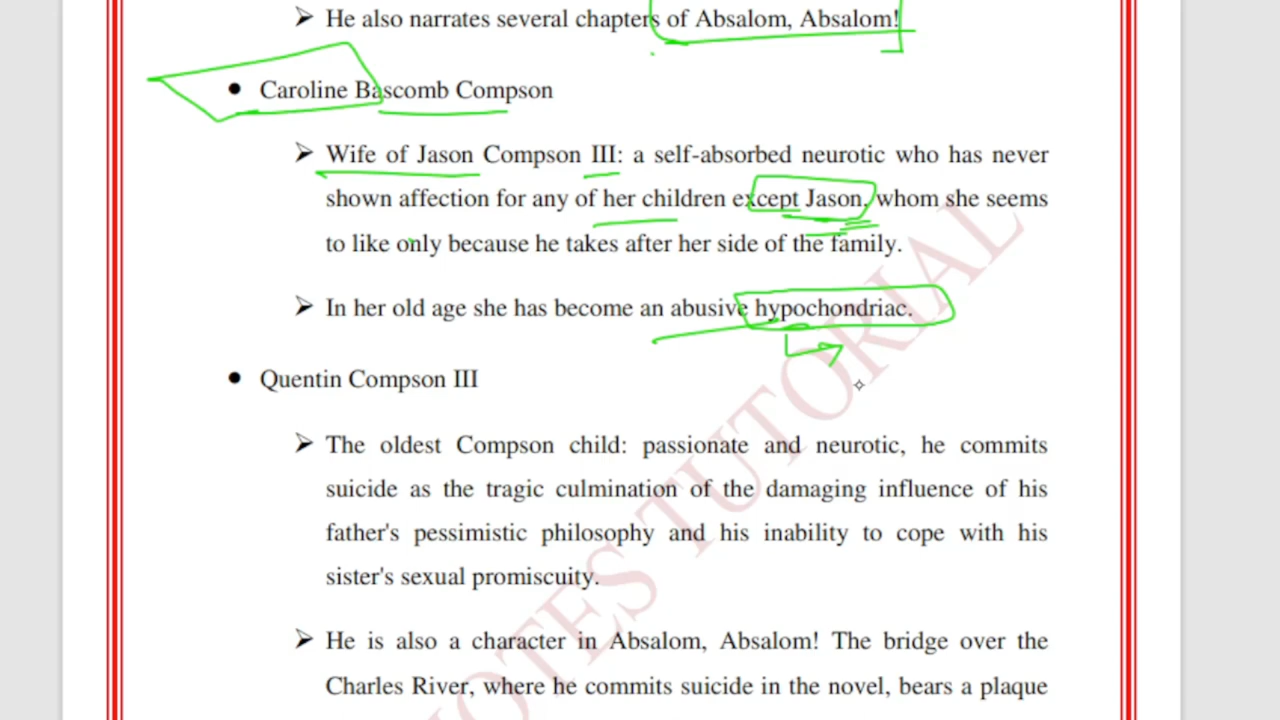 ➤ He also narrates several chapters of Absalom, Absalom!
• Caroline Bascomb Compson
➤ Wife of Jason Compson III: a self-absorbed neurotic who has never
shown affection for any of her children except Jason, whom she seems
to like only because he takes after her side of the family.
➤ In her old age she has become an abusive hypochondriac.
• Quentin Compson III
➤ The oldest Compson child: passionate and neurotic, he commits
suicide as the tragic culmination of the damaging influence of his
father's pessimistic philosophy and his inability to cope with his
sister's sexual promiscuity.
➤ He is also a character in Absalom, Absalom! The bridge over the
Charles River, where he commits suicide in the novel, bears a plaque
NOTES TUTORIAL